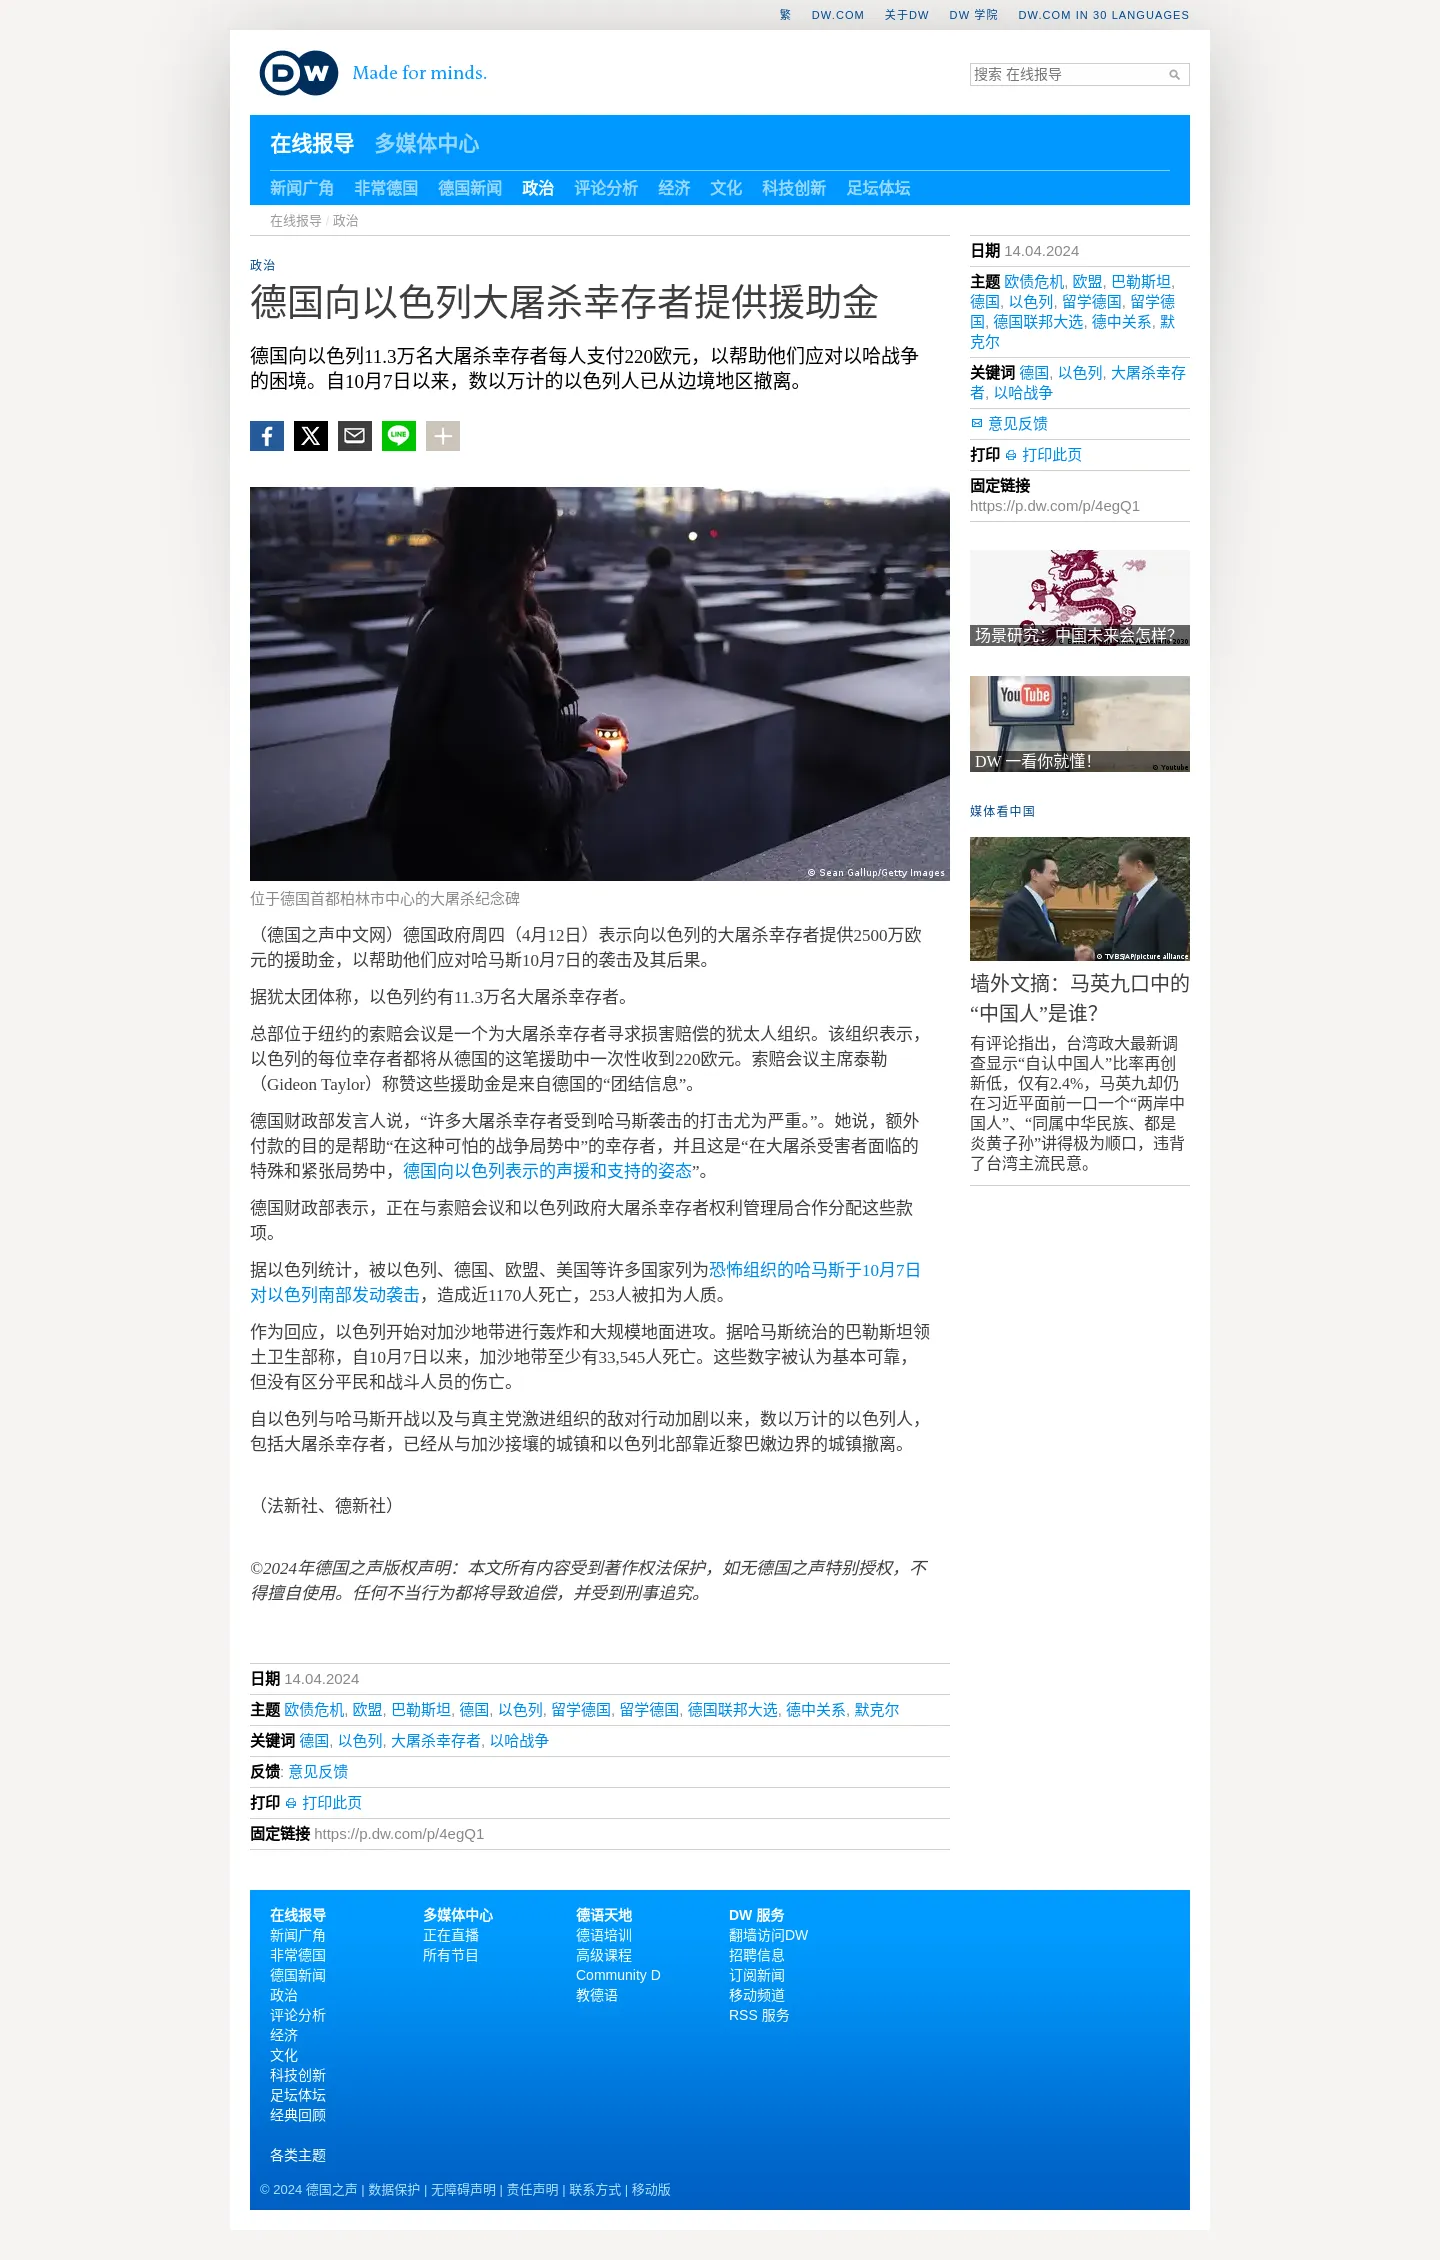 繁 DW.COM 关于DW DW 学院 DW.COM IN 30 LANGUAGES
DW Made for minds.
搜索 在线报导
在线报导 多媒体中心
新闻广角 非常德国 德国新闻 政治 评论分析 经济 文化 科技创新 足坛体坛
在线报导 / 政治
政治
德国向以色列大屠杀幸存者提供援助金
德国向以色列11.3万名大屠杀幸存者每人支付220欧元，以帮助他们应对以哈战争
的困境。自10月7日以来，数以万计的以色列人已从边境地区撤离。
LINE
© Sean Gallup/Getty Images
位于德国首都柏林市中心的大屠杀纪念碑
（德国之声中文网）德国政府周四（4月12日）表示向以色列的大屠杀幸存者提供2500万欧
元的援助金，以帮助他们应对哈马斯10月7日的袭击及其后果。
据犹太团体称，以色列约有11.3万名大屠杀幸存者。
总部位于纽约的索赔会议是一个为大屠杀幸存者寻求损害赔偿的犹太人组织。该组织表示，
以色列的每位幸存者都将从德国的这笔援助中一次性收到220欧元。索赔会议主席泰勒
（Gideon Taylor）称赞这些援助金是来自德国的“团结信息”。
德国财政部发言人说，“许多大屠杀幸存者受到哈马斯袭击的打击尤为严重。”。她说，额外
付款的目的是帮助“在这种可怕的战争局势中”的幸存者，并且这是“在大屠杀受害者面临的
特殊和紧张局势中，德国向以色列表示的声援和支持的姿态”。
德国财政部表示，正在与索赔会议和以色列政府大屠杀幸存者权利管理局合作分配这些款
项。
据以色列统计，被以色列、德国、欧盟、美国等许多国家列为恐怖组织的哈马斯于10月7日
对以色列南部发动袭击，造成近1170人死亡，253人被扣为人质。
作为回应，以色列开始对加沙地带进行轰炸和大规模地面进攻。据哈马斯统治的巴勒斯坦领
土卫生部称，自10月7日以来，加沙地带至少有33,545人死亡。这些数字被认为基本可靠，
但没有区分平民和战斗人员的伤亡。
自以色列与哈马斯开战以及与真主党激进组织的敌对行动加剧以来，数以万计的以色列人，
包括大屠杀幸存者，已经从与加沙接壤的城镇和以色列北部靠近黎巴嫩边界的城镇撤离。
（法新社、德新社）
©2024年德国之声版权声明：本文所有内容受到著作权法保护，如无德国之声特别授权，不
得擅自使用。任何不当行为都将导致追偿，并受到刑事追究。
日期 14.04.2024
主题 欧债危机, 欧盟, 巴勒斯坦, 德国, 以色列, 留学德国, 留学德国, 德国联邦大选, 德中关系, 默克尔
关键词 德国, 以色列, 大屠杀幸存者, 以哈战争
反馈: 意见反馈
打印 打印此页
固定链接 https://p.dw.com/p/4egQ1
日期 14.04.2024
主题 欧债危机, 欧盟, 巴勒斯坦,
德国, 以色列, 留学德国, 留学德
国, 德国联邦大选, 德中关系, 默
克尔
关键词 德国, 以色列, 大屠杀幸存
者, 以哈战争
意见反馈
打印 打印此页
固定链接
https://p.dw.com/p/4egQ1
场景研究：中国未来会怎样？
YouTube
DW 一看你就懂！
© Youtube
媒体看中国
© TVBS/AP/picture alliance
墙外文摘：马英九口中的
“中国人”是谁？
有评论指出，台湾政大最新调
查显示“自认中国人”比率再创
新低，仅有2.4%，马英九却仍
在习近平面前一口一个“两岸中
国人”、“同属中华民族、都是
炎黄子孙”讲得极为顺口，违背
了台湾主流民意。
在线报导
新闻广角
非常德国
德国新闻
政治
评论分析
经济
文化
科技创新
足坛体坛
经典回顾
各类主题
多媒体中心
正在直播
所有节目
德语天地
德语培训
高级课程
Community D
教德语
DW 服务
翻墙访问DW
招聘信息
订阅新闻
移动频道
RSS 服务
© 2024 德国之声 | 数据保护 | 无障碍声明 | 责任声明 | 联系方式 | 移动版